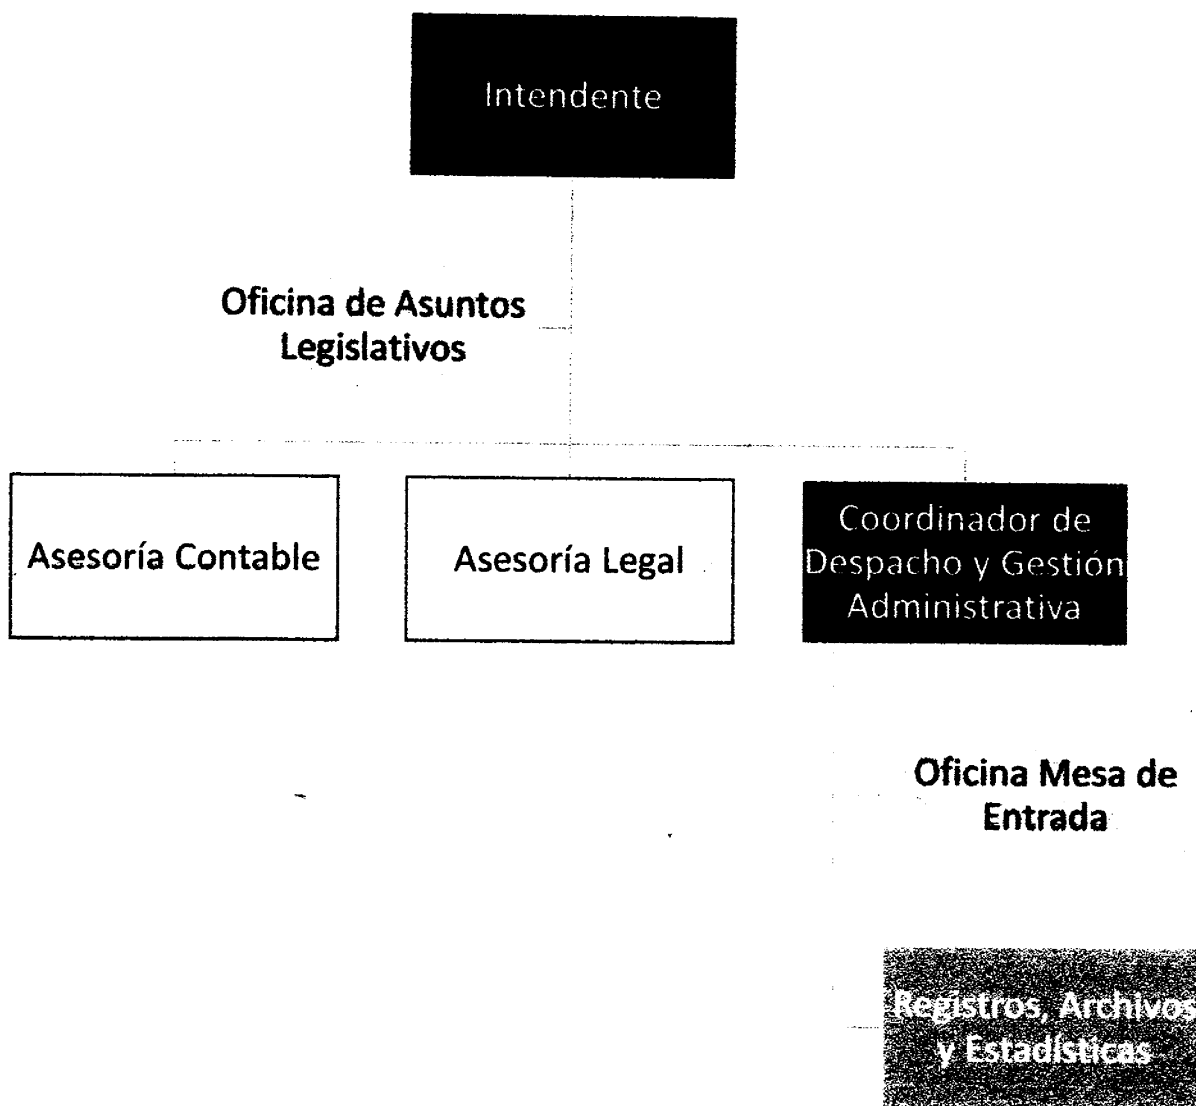 Intendente
Oficina de Asuntos
Legislativos
Asesoría Contable
Asesoría Legal
Coordinador de
Despacho y Gestión
Administrativa
Oficina Mesa de
Entrada
Registros, Archivos
y Estadísticas